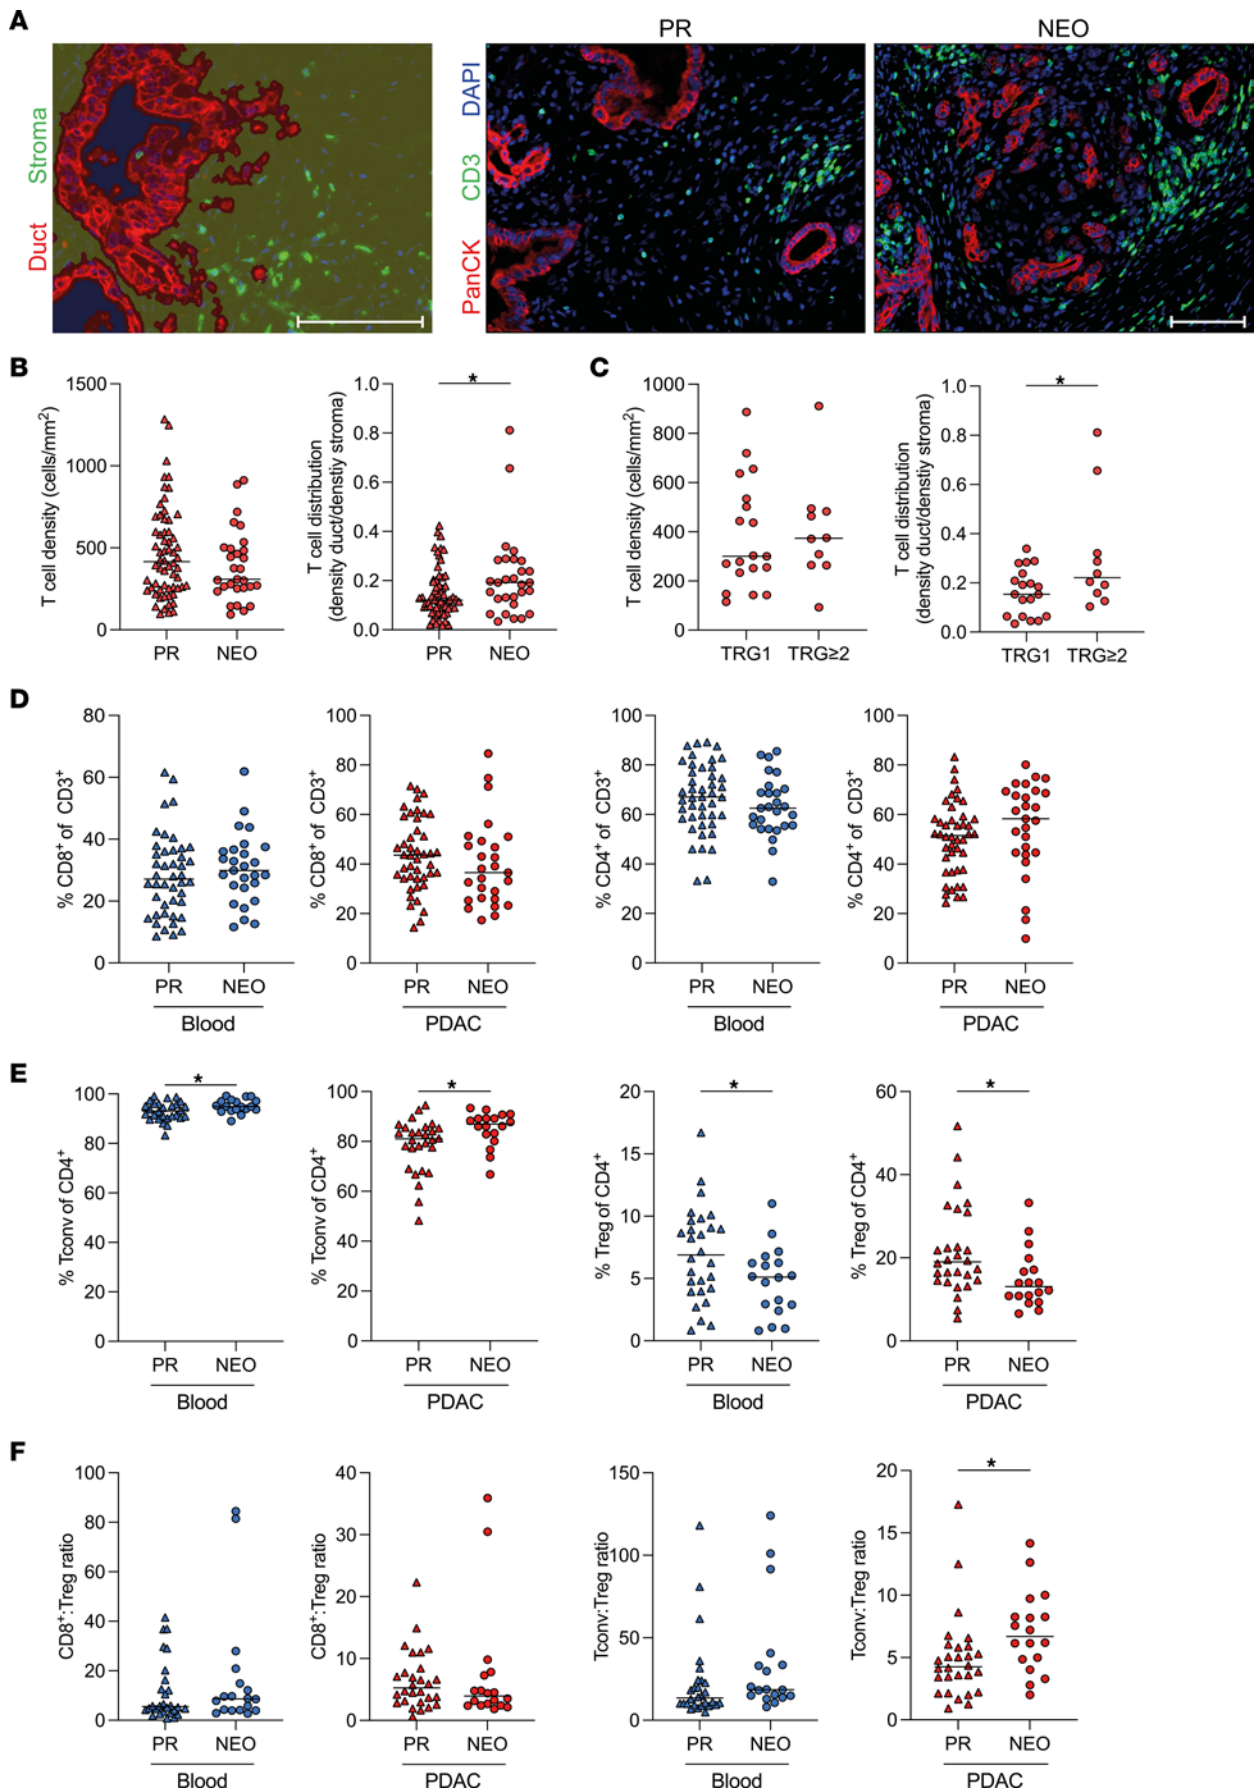 A
PR
NEO
Duct Stroma
PanCK CD3 DAPI
B
T cell density (cells/mm²)
1500
1000
500
0
PR NEO
T cell distribution
(density duct/denstiy stroma)
1.0
0.8
0.6
0.4
0.2
0.0
*
PR NEO
C
T cell density (cells/mm²)
1000
800
600
400
200
0
TRG1 TRG≥2
T cell distribution
(density duct/denstiy stroma)
1.0
0.8
0.6
0.4
0.2
0.0
*
TRG1 TRG≥2
D
% CD8⁺ of CD3⁺
80
60
40
20
0
PR NEO
Blood
% CD8⁺ of CD3⁺
100
80
60
40
20
0
PR NEO
PDAC
% CD4⁺ of CD3⁺
100
80
60
40
20
0
PR NEO
Blood
% CD4⁺ of CD3⁺
100
80
60
40
20
0
PR NEO
PDAC
E
% Tconv of CD4⁺
100
80
60
40
20
0
*
PR NEO
Blood
% Tconv of CD4⁺
100
80
60
40
20
0
*
PR NEO
PDAC
% Treg of CD4⁺
20
15
10
5
0
*
PR NEO
Blood
% Treg of CD4⁺
60
40
20
0
*
PR NEO
PDAC
F
CD8⁺:Treg ratio
100
80
60
40
20
0
PR NEO
Blood
CD8⁺:Treg ratio
40
30
20
10
0
PR NEO
PDAC
Tconv:Treg ratio
150
100
50
0
PR NEO
Blood
Tconv:Treg ratio
20
15
10
5
0
*
PR NEO
PDAC